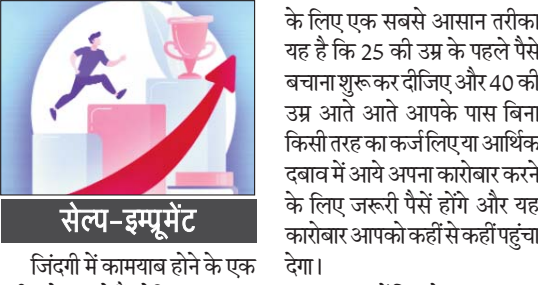 सेल्प-इम्प्रूमेंट
जिंदगी में कामयाब होने के एक
के लिए एक सबसे आसान तरीका
यह है कि 25 की उम्र के पहले पैसे
बचाना शुरू कर दीजिए और 40 की
उम्र आते आते आपके पास बिना
किसी तरह का कर्ज लिए या आर्थिक
दबाव में आये अपना कारोबार करने
के लिए जरूरी पैसें होंगे और यह
कारोबार आपको कहीं से कहीं पहुंचा
देगा।